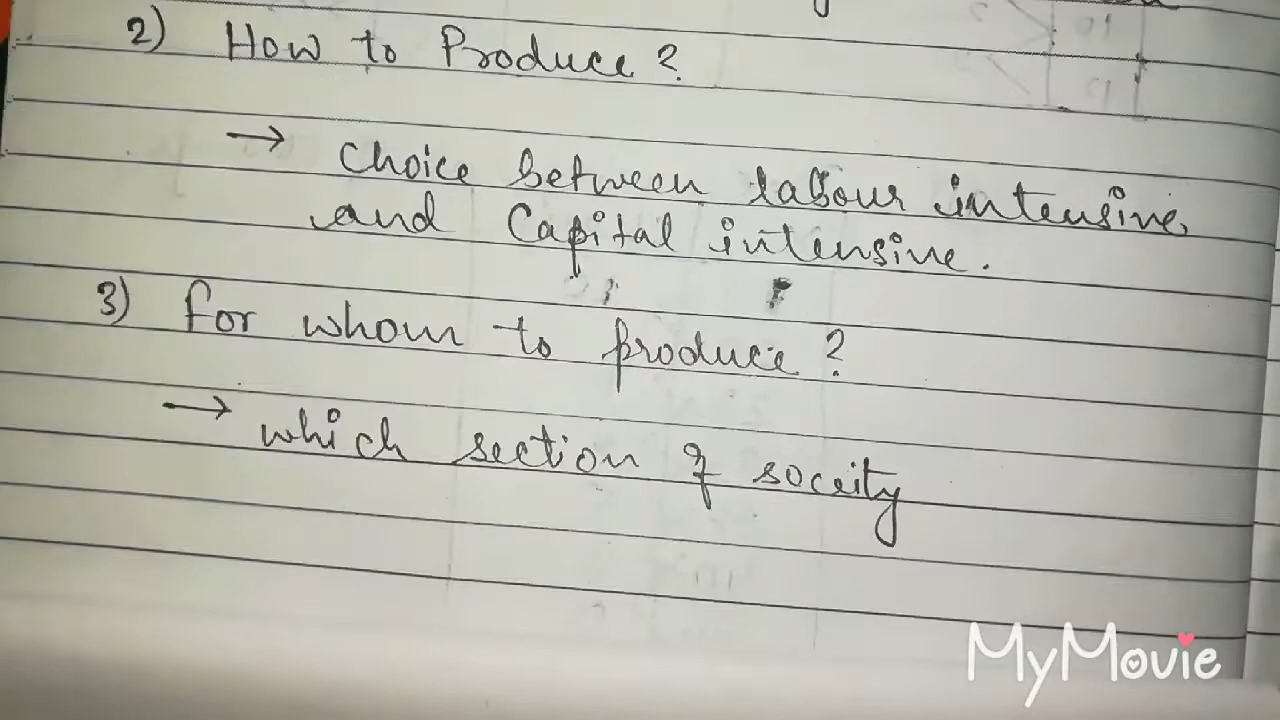 2) How to Produce?
→ choice between labour intensive,
and Capital intensive.
3) for whom to produce?
→ which section of soceity
MyMovie